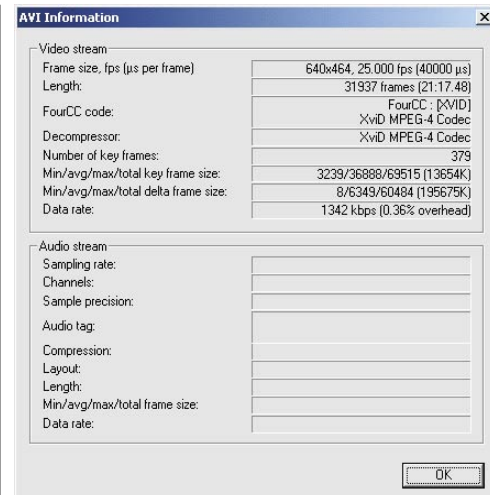 AVI Information
Video stream
Frame size, fps (µs per frame) 640x464, 25.000 fps (40000 µs)
Length: 31937 frames (21:17.48)
FourCC code: FourCC : [XVID]
XviD MPEG-4 Codec
Decompressor: XviD MPEG-4 Codec
Number of key frames: 379
Min/avg/max/total key frame size: 3239/36888/69515 (13654K)
Min/avg/max/total delta frame size: 8/6349/60484 (195675K)
Data rate: 1342 kbps (0.36% overhead)
Audio stream
Sampling rate:
Channels:
Sample precision:
Audio tag:
Compression:
Layout:
Length:
Min/avg/max/total frame size:
Data rate:
OK